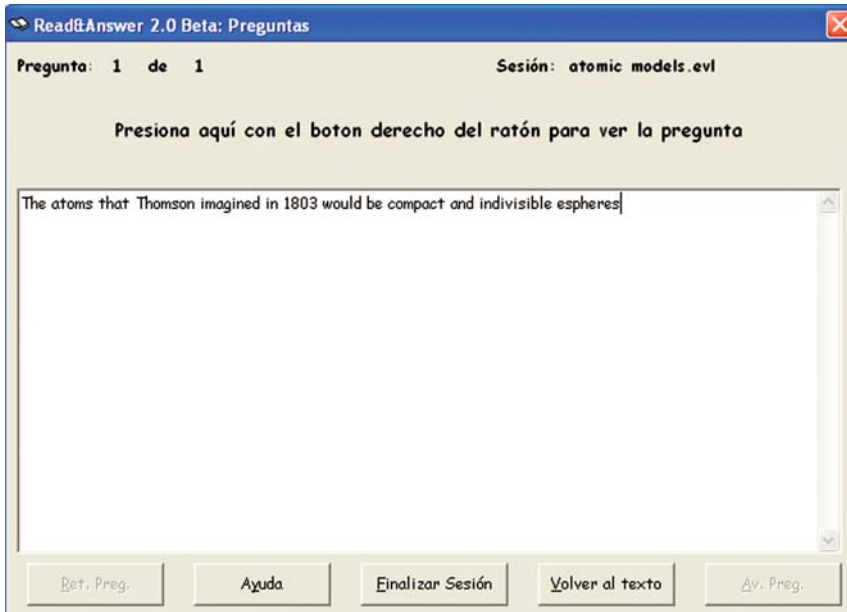 Read&Answer 2.0 Beta: Preguntas
Pregunta: 1 de 1 Sesión: atomic models.evl
Presiona aquí con el boton derecho del ratón para ver la pregunta
The atoms that Thomson imagined in 1803 would be compact and indivisible espheres
Ret. Preg. Ayuda Finalizar Sesión Volver al texto Av. Preg.